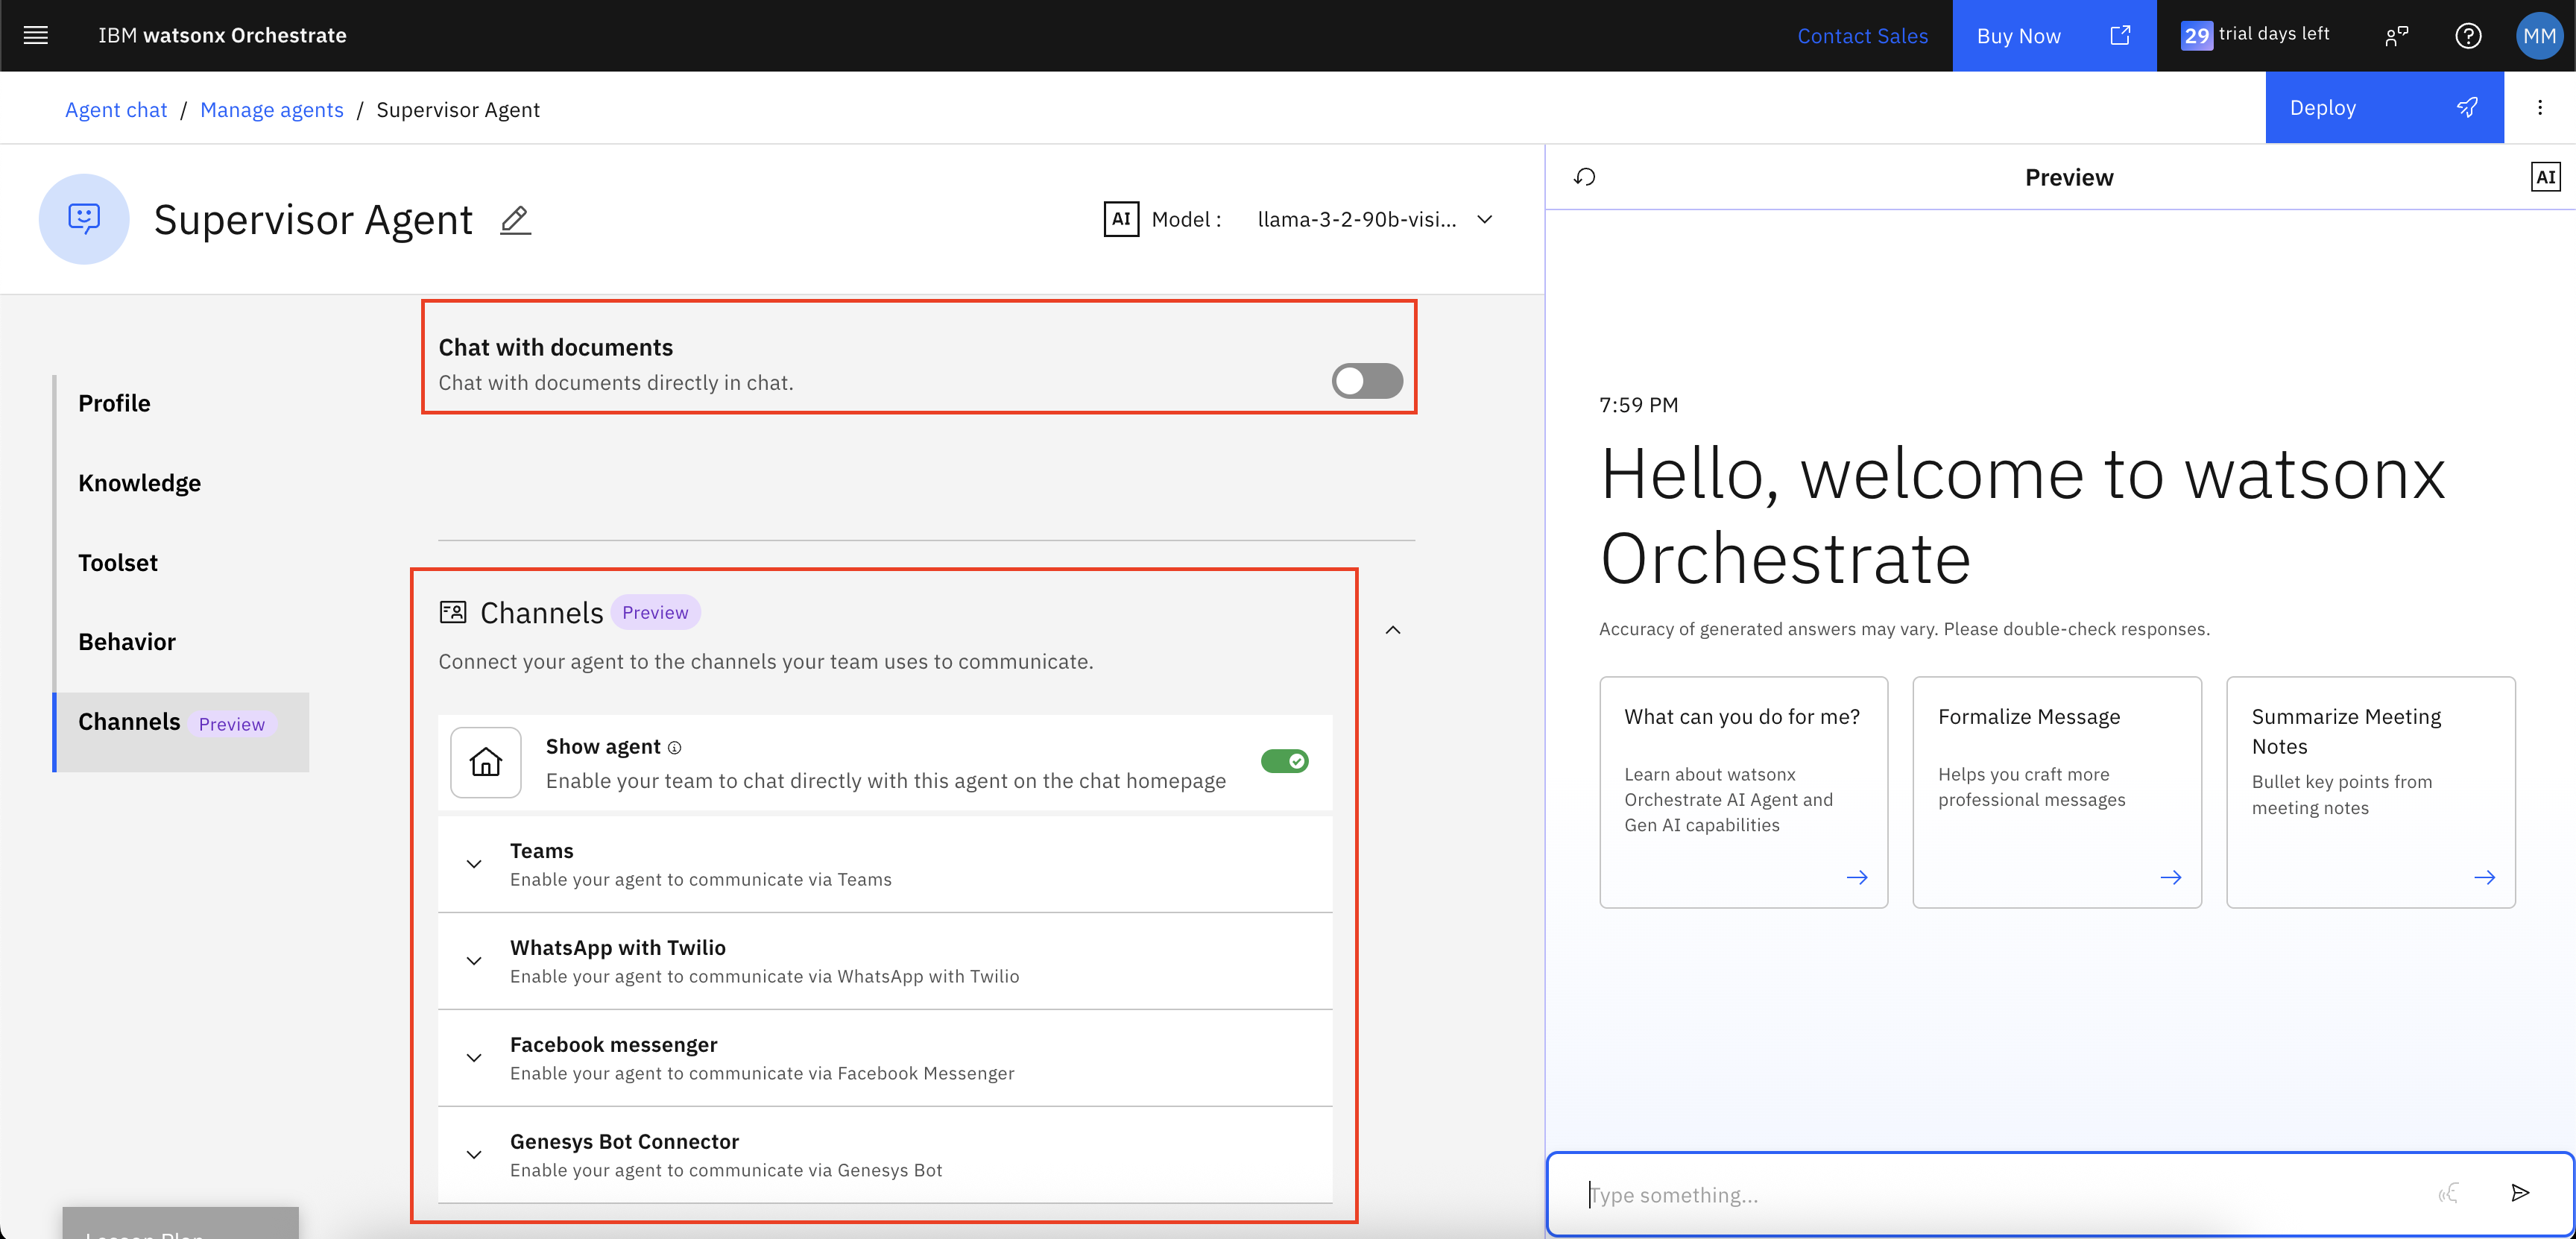 IBM watsonx Orchestrate
Contact Sales
Buy Now
29 trial days left
MM
Agent chat / Manage agents / Supervisor Agent
Deploy
Supervisor Agent
AI Model : llama-3-2-90b-visi...
Profile
Knowledge
Toolset
Behavior
Channels Preview
Chat with documents
Chat with documents directly in chat.
Channels Preview
Connect your agent to the channels your team uses to communicate.
Show agent
Enable your team to chat directly with this agent on the chat homepage
Teams
Enable your agent to communicate via Teams
WhatsApp with Twilio
Enable your agent to communicate via WhatsApp with Twilio
Facebook messenger
Enable your agent to communicate via Facebook Messenger
Genesys Bot Connector
Enable your agent to communicate via Genesys Bot
Preview
AI
7:59 PM
Hello, welcome to watsonx
Orchestrate
Accuracy of generated answers may vary. Please double-check responses.
What can you do for me?
Learn about watsonx
Orchestrate AI Agent and
Gen AI capabilities
Formalize Message
Helps you craft more
professional messages
Summarize Meeting
Notes
Bullet key points from
meeting notes
Type something...